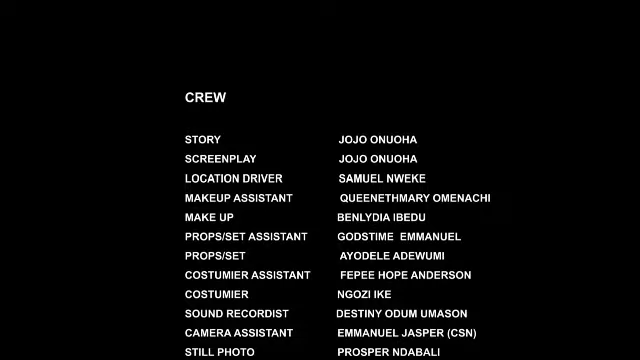 CREW
STORY JOJO ONUOHA
SCREENPLAY JOJO ONUOHA
LOCATION DRIVER SAMUEL NWEKE
MAKEUP ASSISTANT QUEENETHMARY OMENACHI
MAKE UP BENLYDIA IBEDU
PROPS/SET ASSISTANT GODSTIME EMMANUEL
PROPS/SET AYODELE ADEWUMI
COSTUMIER ASSISTANT FEPEE HOPE ANDERSON
COSTUMIER NGOZI IKE
SOUND RECORDIST DESTINY ODUM UMASON
CAMERA ASSISTANT EMMANUEL JASPER (CSN)
STILL PHOTO PROSPER NDABALI